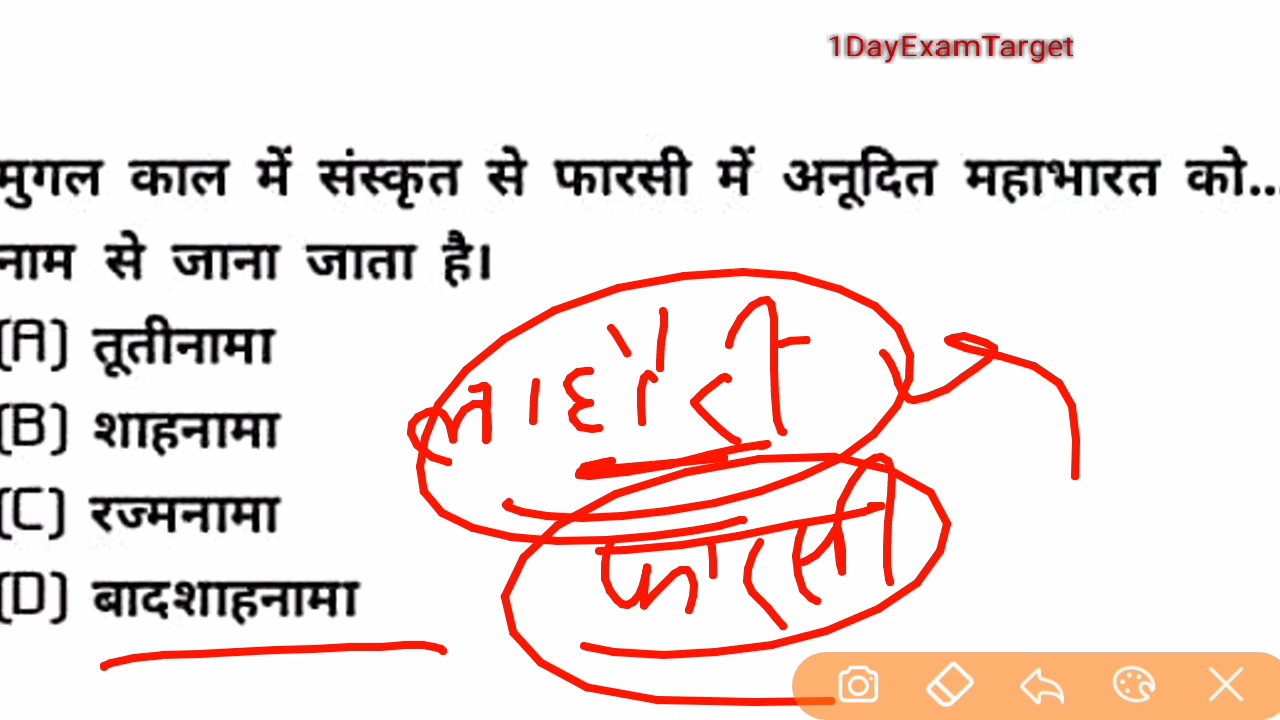 1DayExamTarget
मुगल काल में संस्कृत से फारसी में अनूदित महाभारत को...
नाम से जाना जाता है।
(A) तूतीनामा
(B) शाहनामा
(C) रज्मनामा
(D) बादशाहनामा
लाहौरी
फारसी